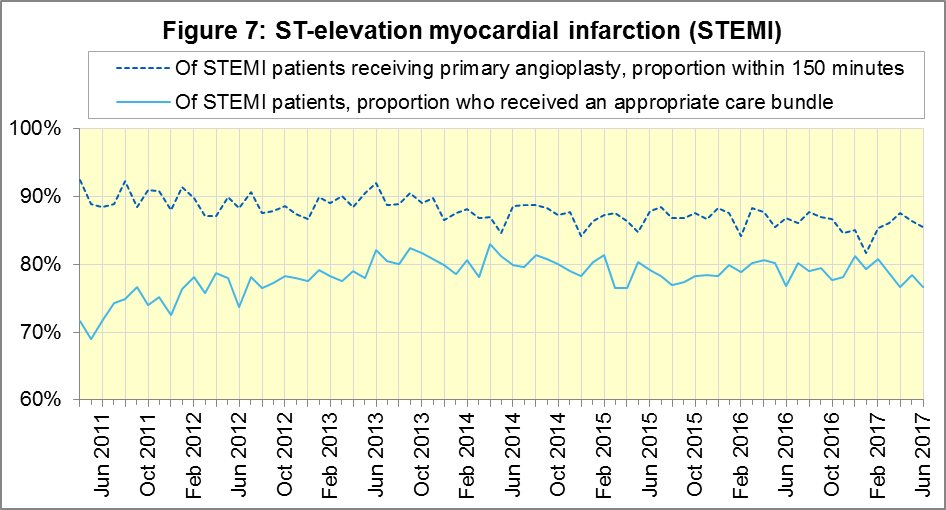 Figure 7: ST-elevation myocardial infarction (STEMI)
Of STEMI patients receiving primary angioplasty, proportion within 150 minutes
Of STEMI patients, proportion who received an appropriate care bundle
100%
90%
80%
70%
60%
Jun 2011
Oct 2011
Feb 2012
Jun 2012
Oct 2012
Feb 2013
Jun 2013
Oct 2013
Feb 2014
Jun 2014
Oct 2014
Feb 2015
Jun 2015
Oct 2015
Feb 2016
Jun 2016
Oct 2016
Feb 2017
Jun 2017